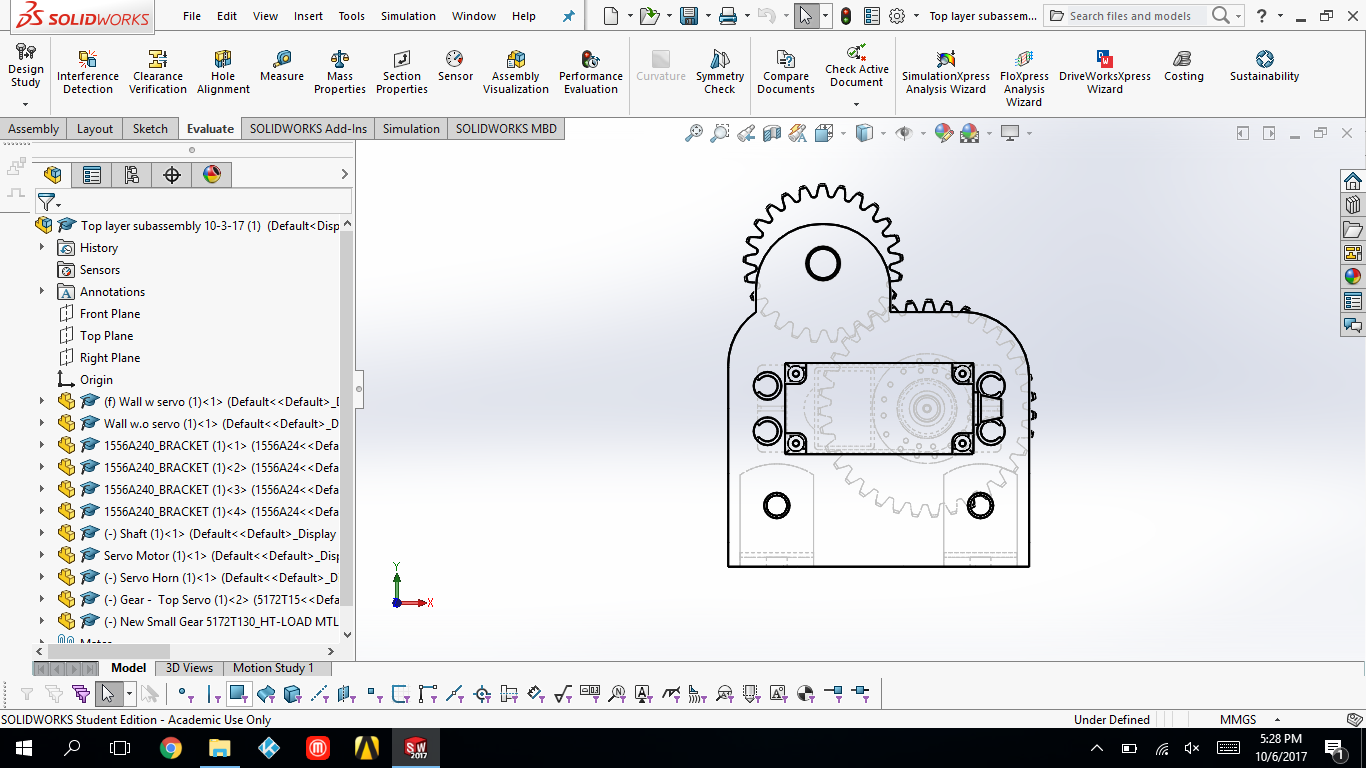 SOLIDWORKS File Edit View Insert Tools Simulation Window Help Top layer subassem... Search files and models ?
Design Study
Interference Detection
Clearance Verification
Hole Alignment
Measure
Mass Properties
Section Properties
Sensor
Assembly Visualization
Performance Evaluation
Curvature
Symmetry Check
Compare Documents
Check Active Document
SimulationXpress Analysis Wizard
FloXpress Analysis Wizard
DriveWorksXpress Wizard
Costing
Sustainability
Assembly Layout Sketch Evaluate SOLIDWORKS Add-Ins Simulation SOLIDWORKS MBD
Top layer subassembly 10-3-17 (1) (Default<Disp
History
Sensors
Annotations
Front Plane
Top Plane
Right Plane
Origin
(f) Wall w servo (1)<1> (Default<<Default>_D
Wall w.o servo (1)<1> (Default<<Default>_D
1556A240_BRACKET (1)<1> (1556A24<<Defa
1556A240_BRACKET (1)<2> (1556A24<<Defa
1556A240_BRACKET (1)<3> (1556A24<<Defa
1556A240_BRACKET (1)<4> (1556A24<<Defa
(-) Shaft (1)<1> (Default<<Default>_Display
Servo Motor (1)<1> (Default<<Default>_Disp
(-) Servo Horn (1)<1> (Default<<Default>_D
(-) Gear - Top Servo (1)<2> (5172T15<<Defa
(-) New Small Gear 5172T130_HT-LOAD MTL
Y
X
Model 3D Views Motion Study 1
SOLIDWORKS Student Edition - Academic Use Only Under Defined MMGS
5:28 PM
10/6/2017